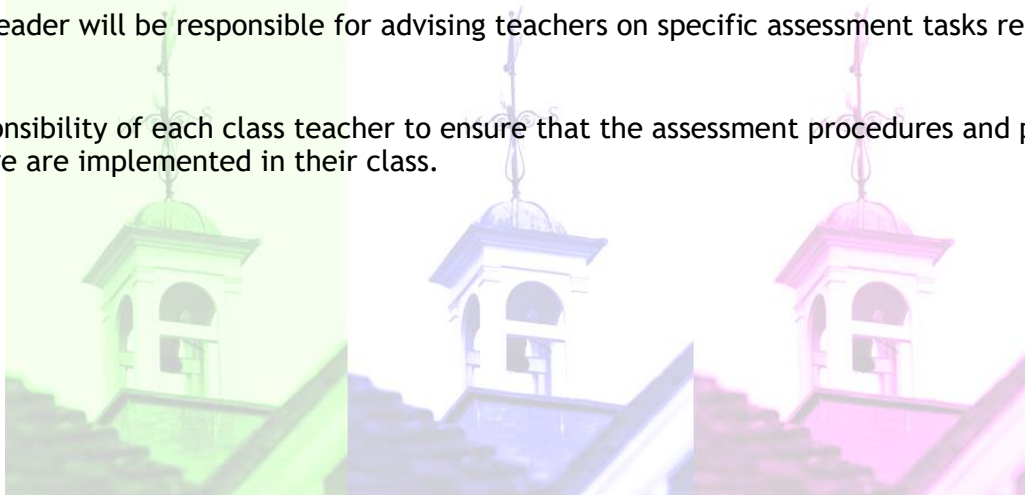 eader will be responsible for advising teachers on specific assessment tasks re
onsibility of each class teacher to ensure that the assessment procedures and p
e are implemented in their class.